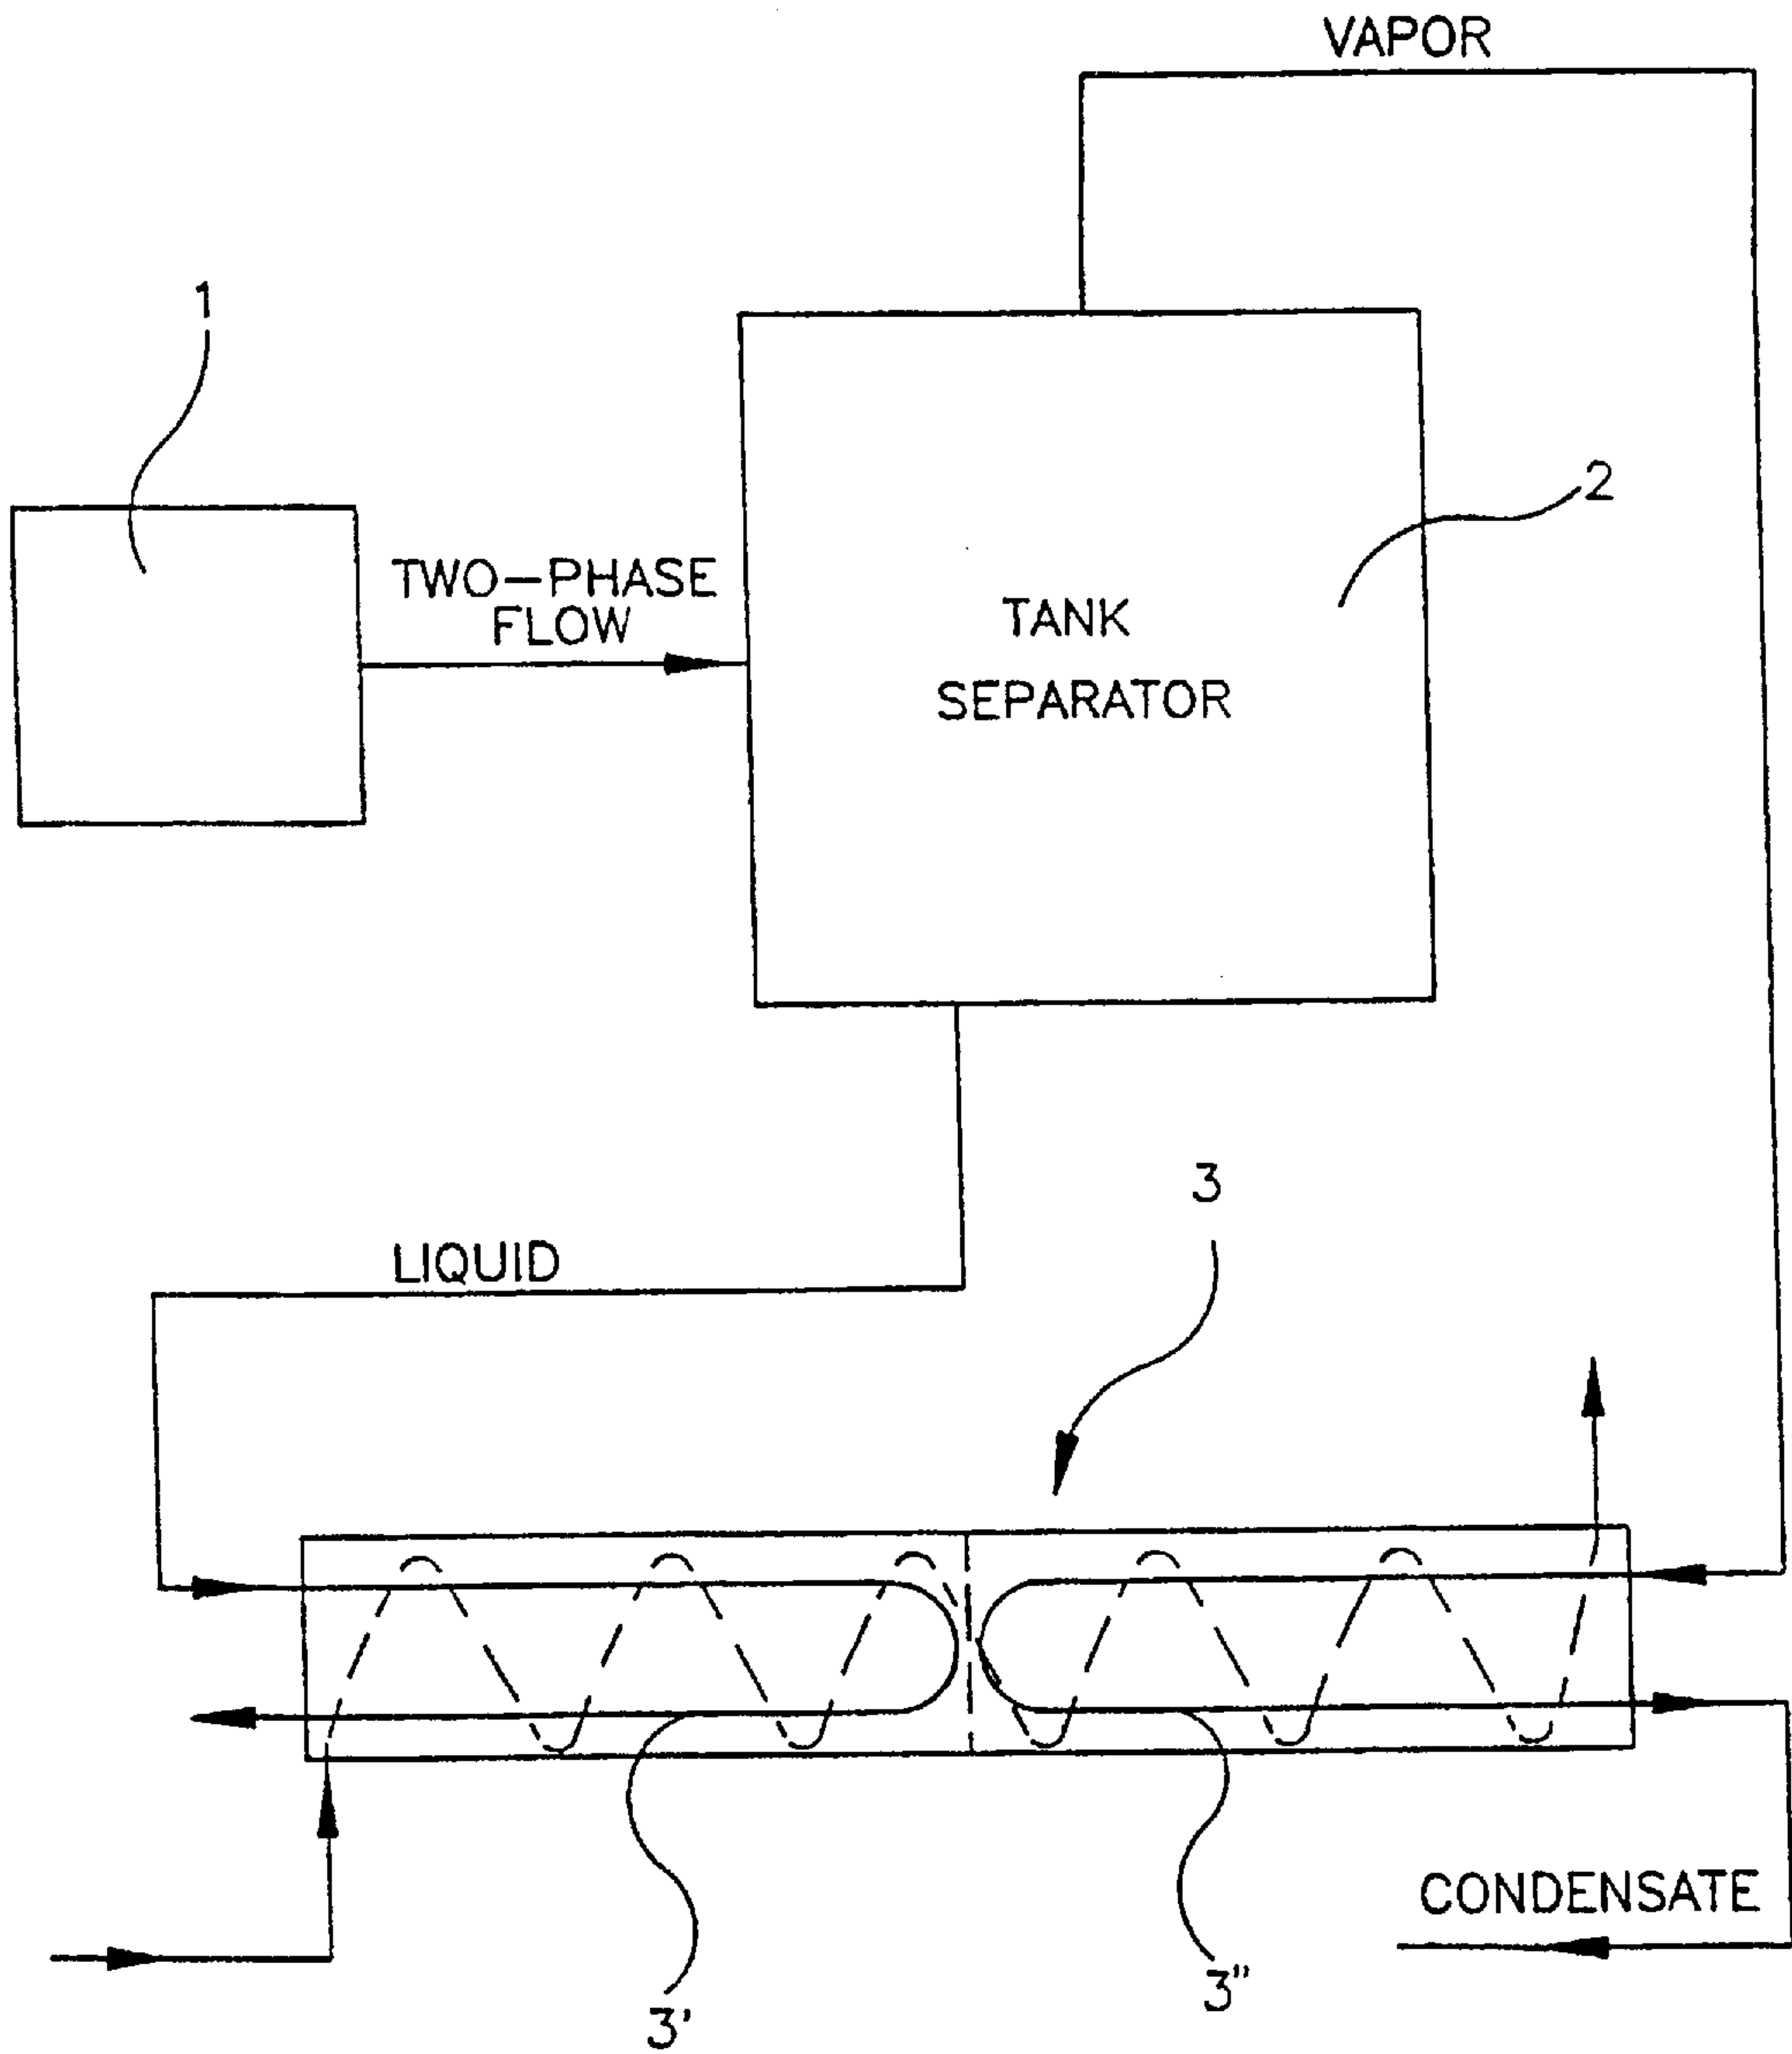 VAPOR
1
2
TWO-PHASE
FLOW
TANK
SEPARATOR
3
LIQUID
CONDENSATE
3'
3"